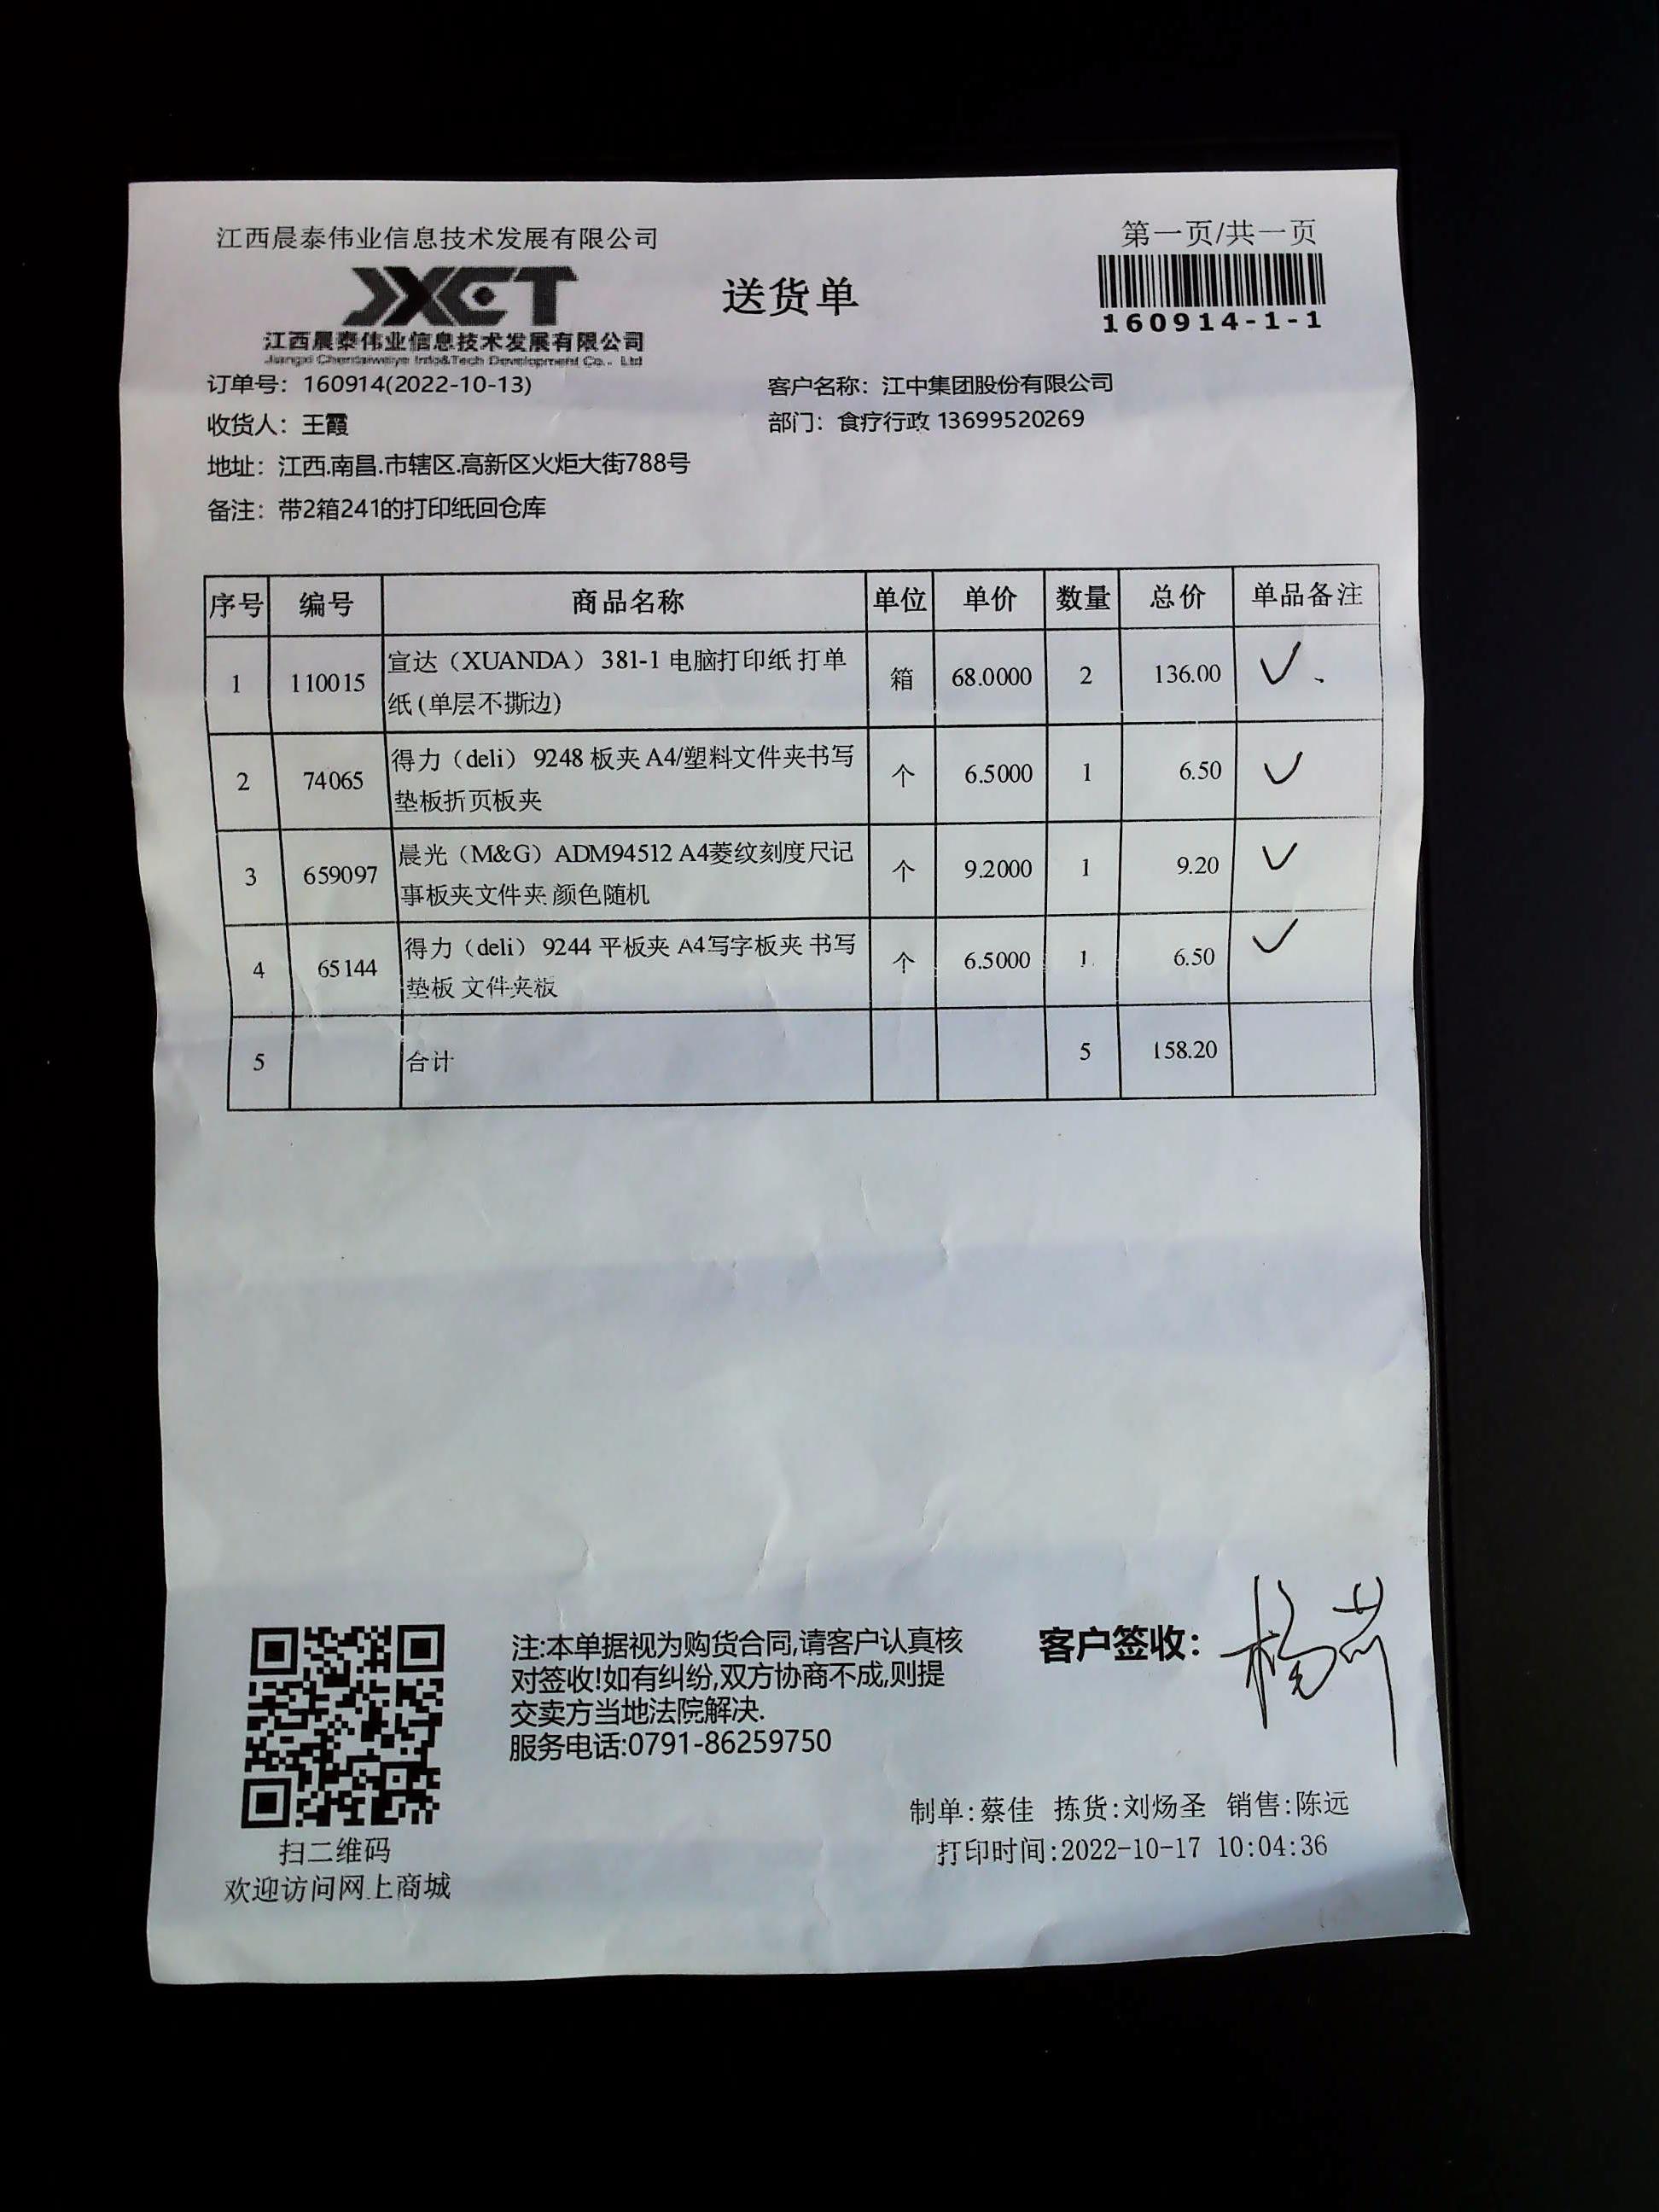 江西晨泰伟业信息技术发展有限公司
第一页/共一页
JXCT
送货单
160914-1-1
江西晨泰伟业信息技术发展有限公司
Jiangxi Chentaiweiye Info&Tech Development Co., Ltd
订单号：160914(2022-10-13)
客户名称：江中集团股份有限公司
收货人：王霞
部门：食疗行政 13699520269
地址：江西.南昌.市辖区.高新区火炬大街788号
备注：带2箱241的打印纸回仓库
序号 编号 商品名称 单位 单价 数量 总价 单品备注
1 110015 宣达（XUANDA） 381-1 电脑打印纸 打单 箱 68.0000 2 136.00 ✓
纸 (单层不撕边)
2 74065 得力（deli） 9248 板夹 A4/塑料文件夹书写 个 6.5000 1 6.50 ✓
垫板折页板夹
3 659097 晨光（M&G）ADM94512 A4菱纹刻度尺记 个 9.2000 1 9.20 ✓
事板夹文件夹 颜色随机
4 65144 得力（deli） 9244 平板夹 A4写字板夹 书写 个 6.5000 1 6.50 ✓
垫板 文件夹板
5 合计 5 158.20
注:本单据视为购货合同,请客户认真核
对签收!如有纠纷,双方协商不成,则提
交卖方当地法院解决.
服务电话:0791-86259750
客户签收：
制单:蔡佳 拣货:刘炀圣 销售:陈远
打印时间:2022-10-17 10:04:36
扫二维码
欢迎访问网上商城